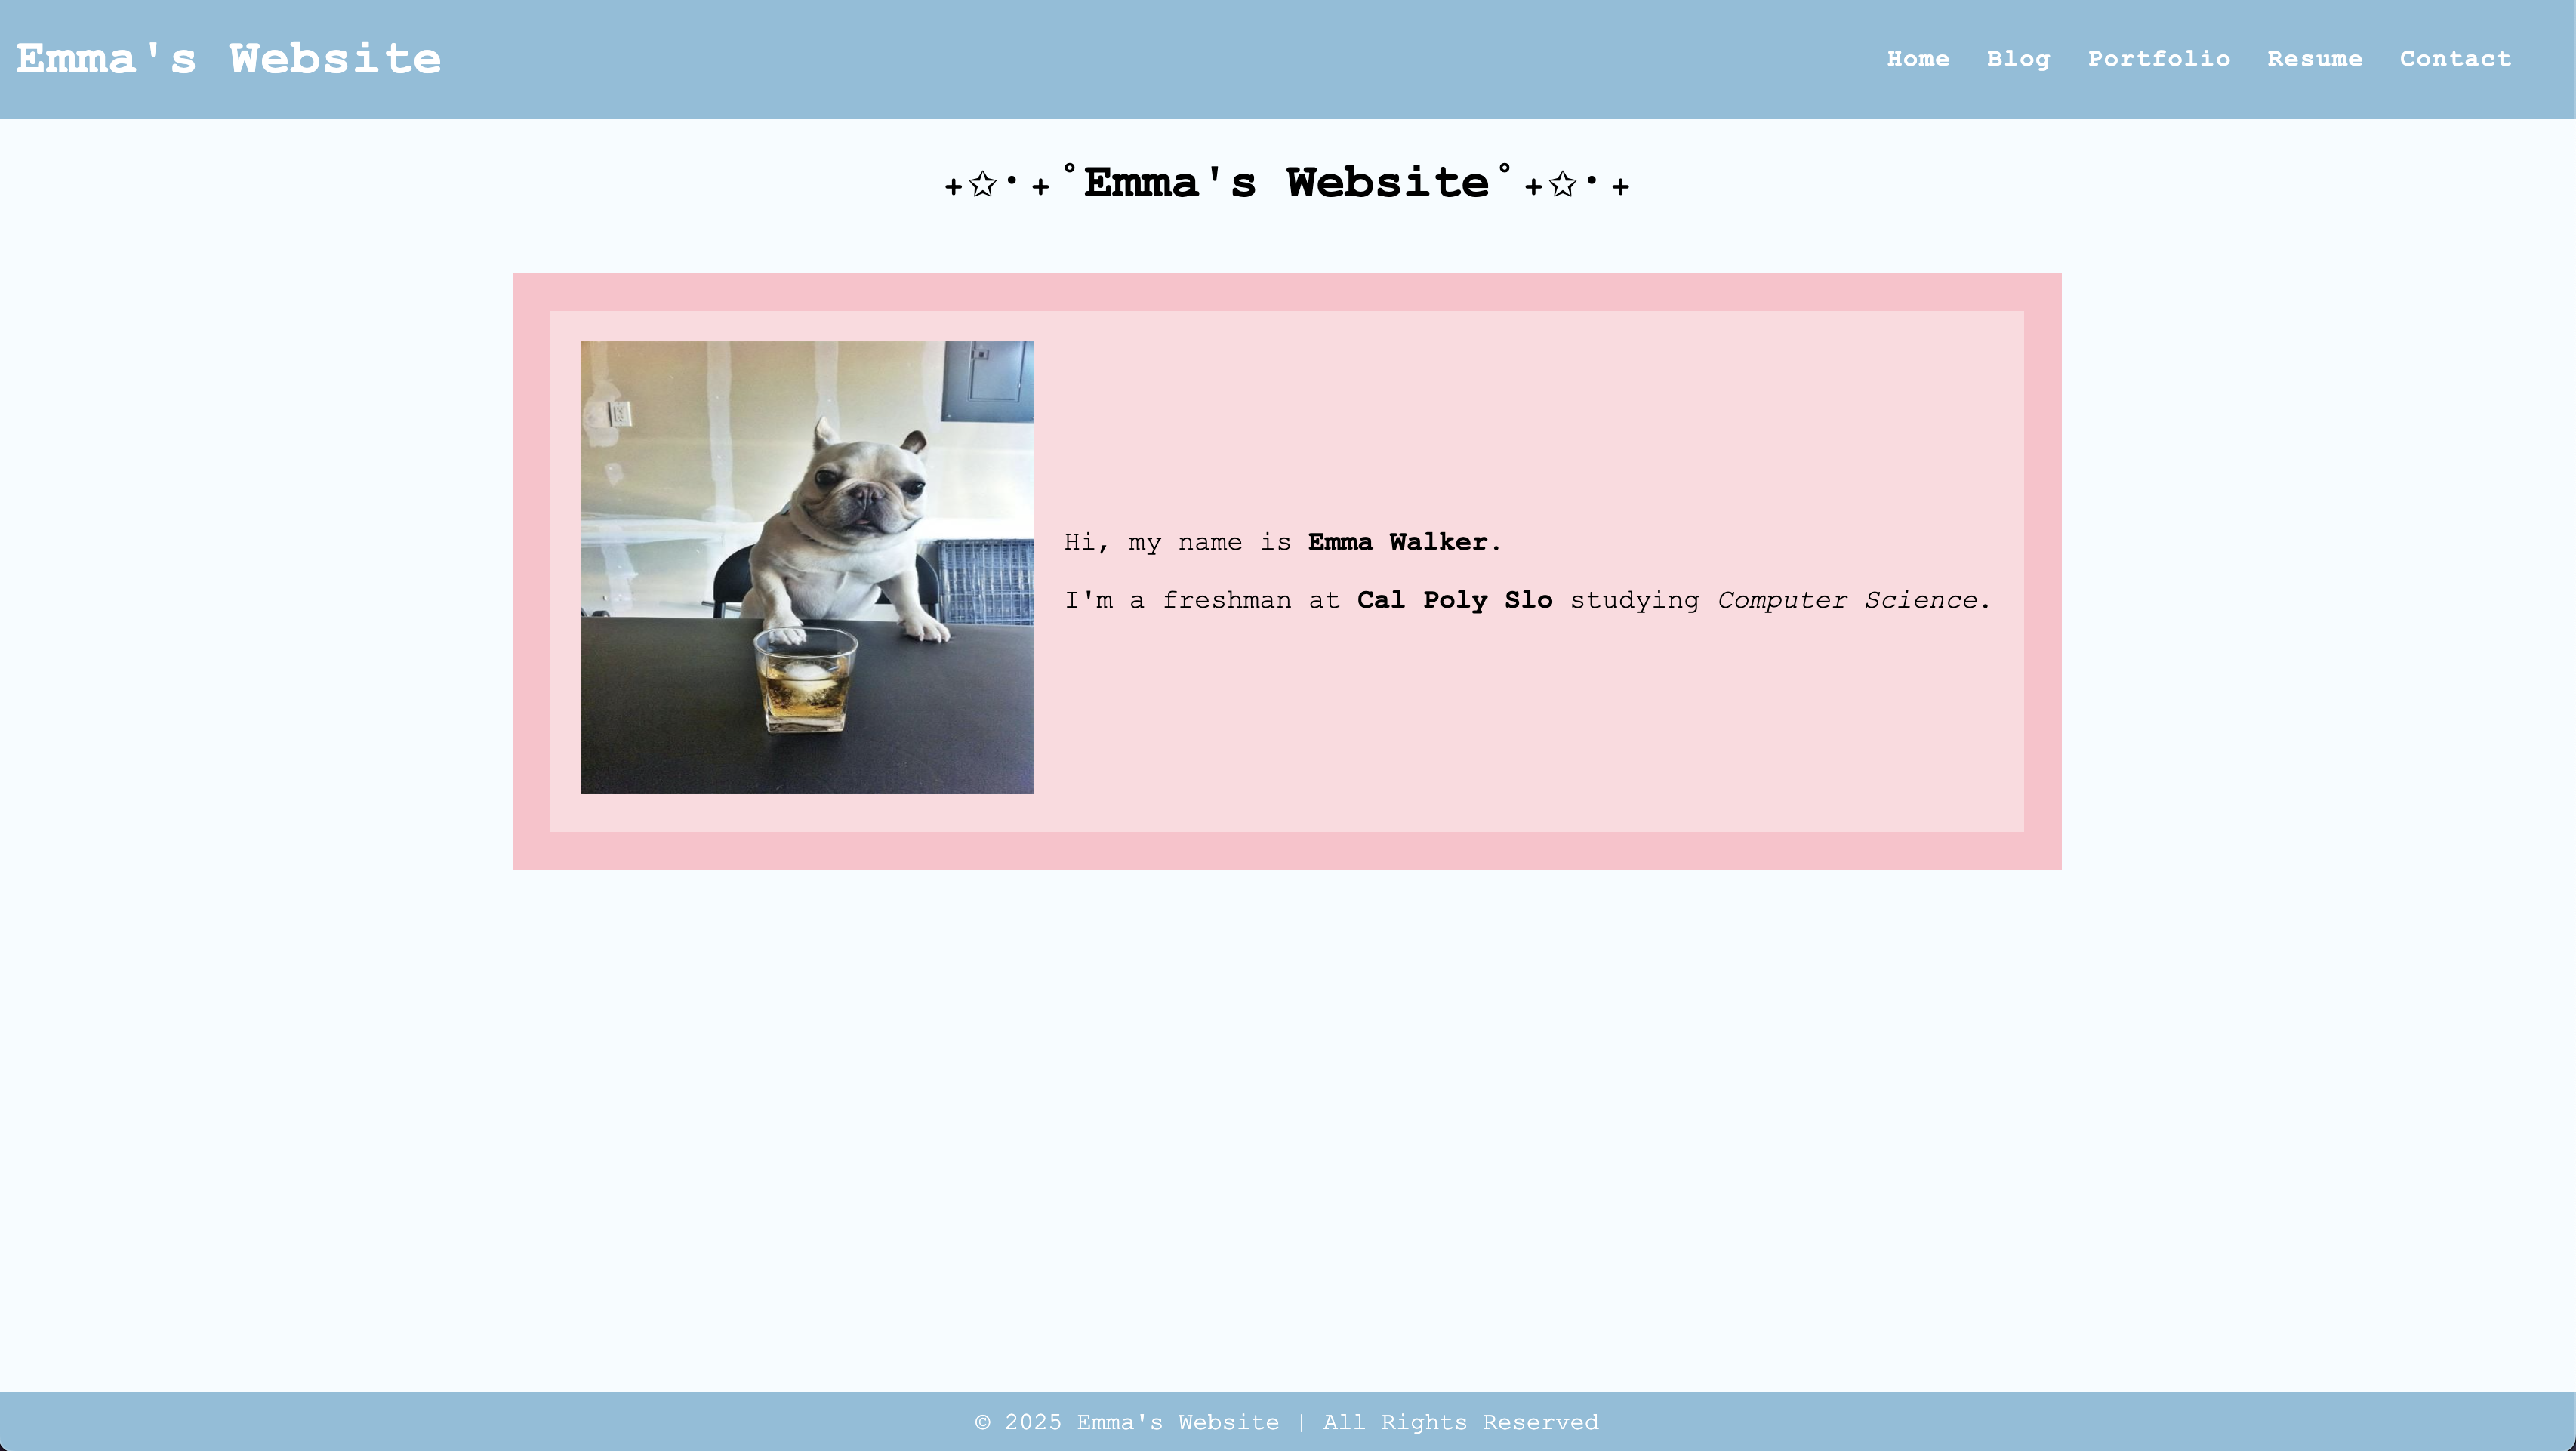 Emma's Website
Home Blog Portfolio Resume Contact
₊✩‧₊˚Emma's Website˚₊✩‧₊
Hi, my name is Emma Walker.
I'm a freshman at Cal Poly Slo studying Computer Science.
© 2025 Emma's Website | All Rights Reserved